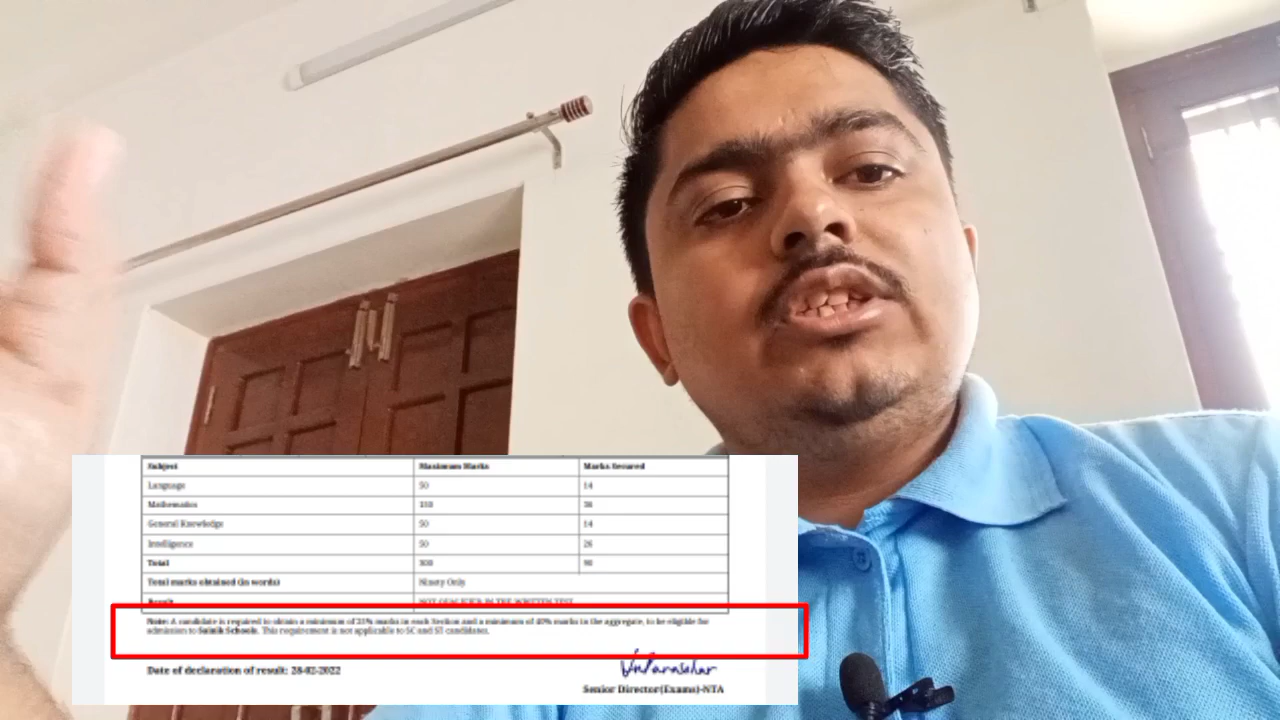 Subject Maximum Marks Marks Secured
Language 50 14
Mathematics 150 36
General Knowledge 50 14
Intelligence 50 26
Total 300 90
Total marks obtained (in words) Ninety Only
Result NOT QUALIFIED IN THE WRITTEN TEST
Note: A candidate is required to obtain a minimum of 25% marks in each Section and a minimum of 40% marks in the aggregate, to be eligible for
admission to Sainik Schools. This requirement is not applicable to SC and ST candidates.
Date of declaration of result: 28-02-2022
Senior Director(Exams)-NTA